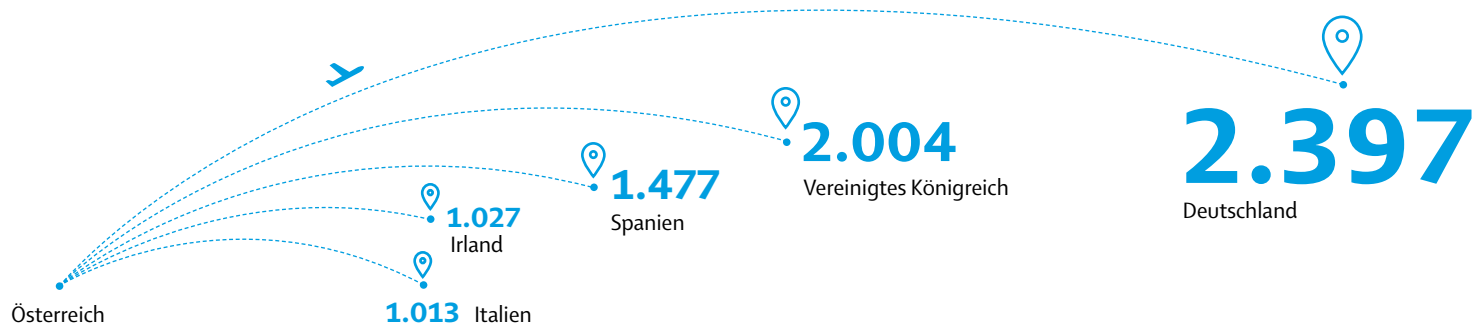 2.397
Deutschland
2.004
Vereinigtes Königreich
1.477
Spanien
1.027
Irland
Österreich
1.013 Italien